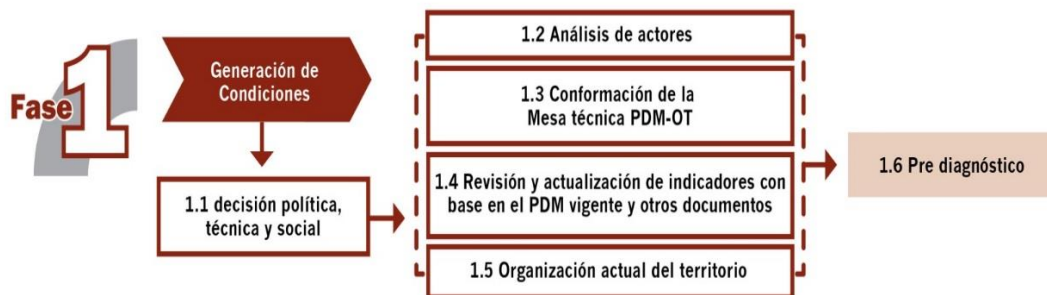 Fase 1
Generación de
Condiciones
1.1 decisión política,
técnica y social
1.2 Análisis de actores
1.3 Conformación de la
Mesa técnica PDM-OT
1.4 Revisión y actualización de indicadores con
base en el PDM vigente y otros documentos
1.5 Organización actual del territorio
1.6 Pre diagnóstico